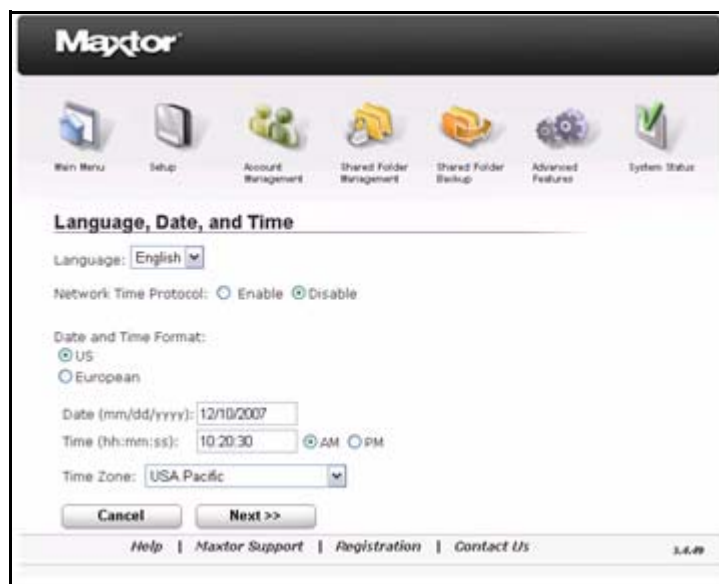 Maxtor
Main Menu
Setup
Account Management
Shared Folder Management
Shared Folder Backup
Advanced Features
System Status
Language, Date, and Time
Language: English
Network Time Protocol: Enable Disable
Date and Time Format:
US
European
Date (mm/dd/yyyy): 12/10/2007
Time (hh:mm:ss): 10:20:30 AM PM
Time Zone: USA Pacific
Cancel Next >>
Help | Maxtor Support | Registration | Contact Us